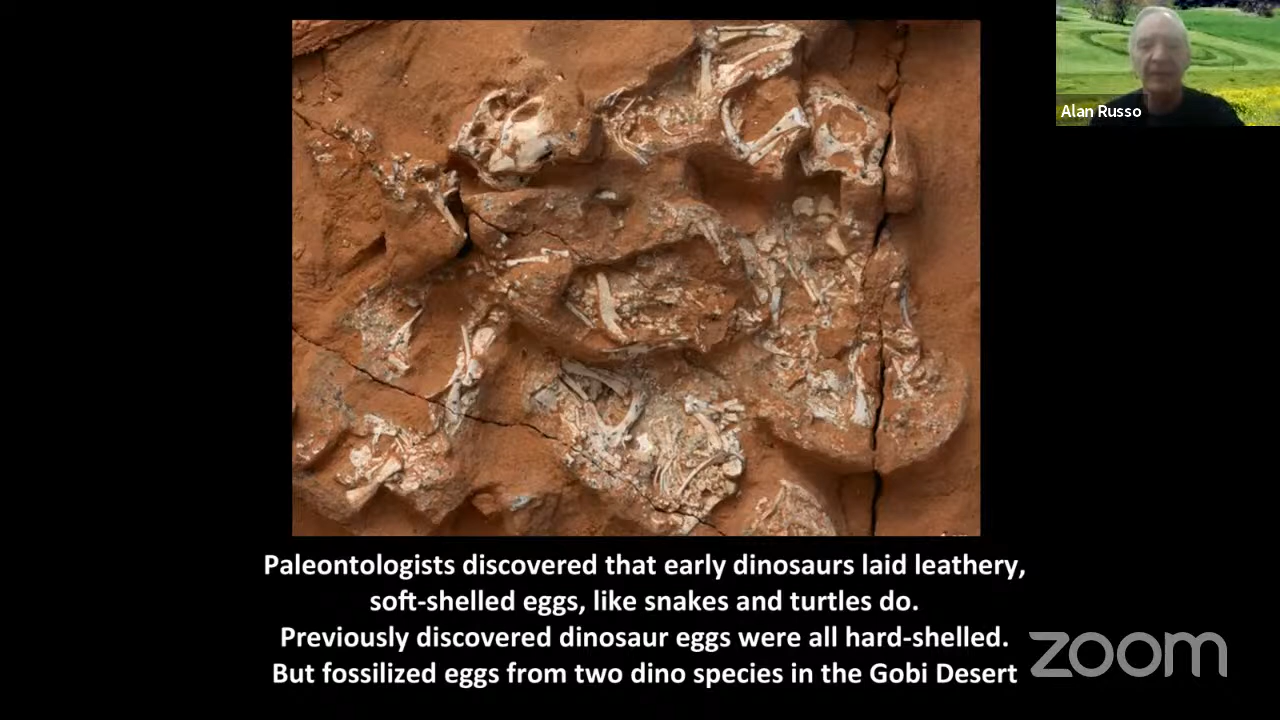 Alan Russo
Paleontologists discovered that early dinosaurs laid leathery,
soft-shelled eggs, like snakes and turtles do.
Previously discovered dinosaur eggs were all hard-shelled.
But fossilized eggs from two dino species in the Gobi Desert
zoom